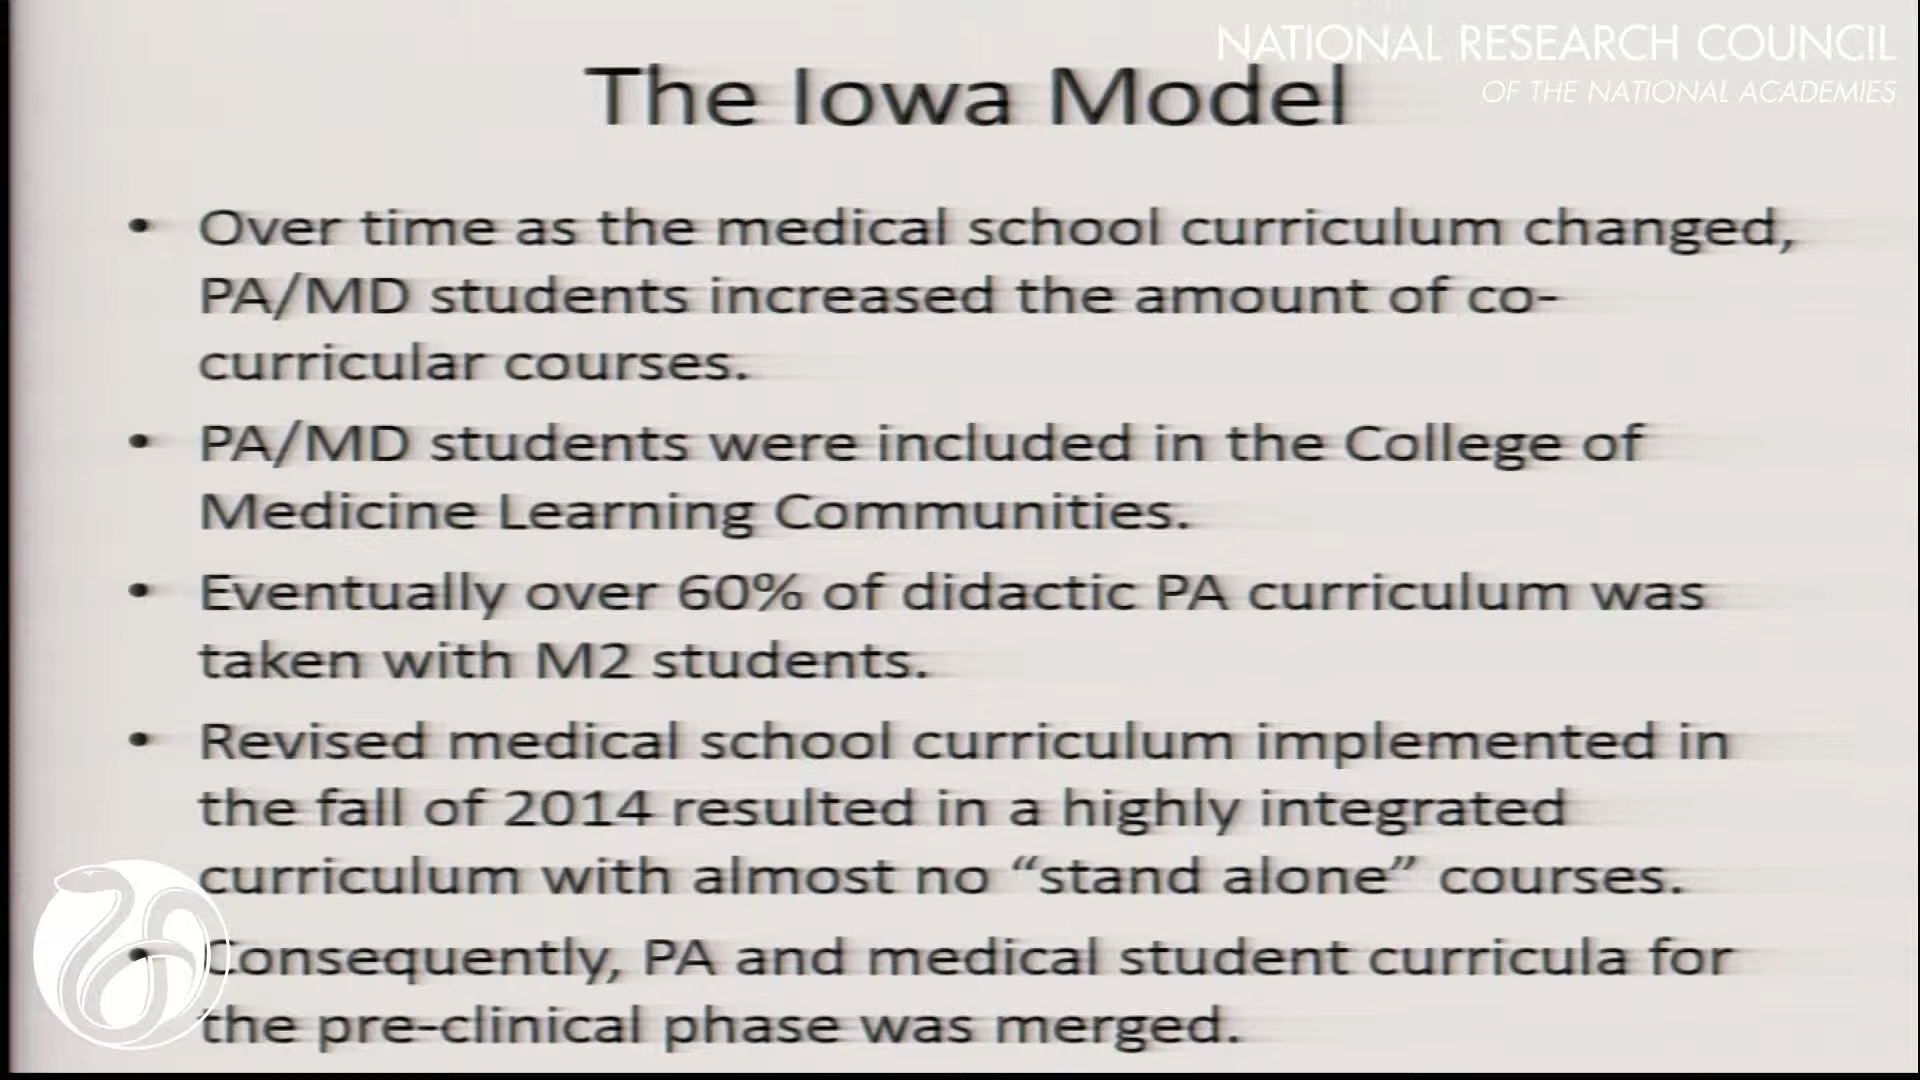 NATIONAL RESEARCH COUNCIL
OF THE NATIONAL ACADEMIES
The Iowa Model
• Over time as the medical school curriculum changed,
PA/MD students increased the amount of co-
curricular courses.
• PA/MD students were included in the College of
Medicine Learning Communities.
• Eventually over 60% of didactic PA curriculum was
taken with M2 students.
• Revised medical school curriculum implemented in
the fall of 2014 resulted in a highly integrated
curriculum with almost no “stand alone” courses.
• Consequently, PA and medical student curricula for
the pre-clinical phase was merged.